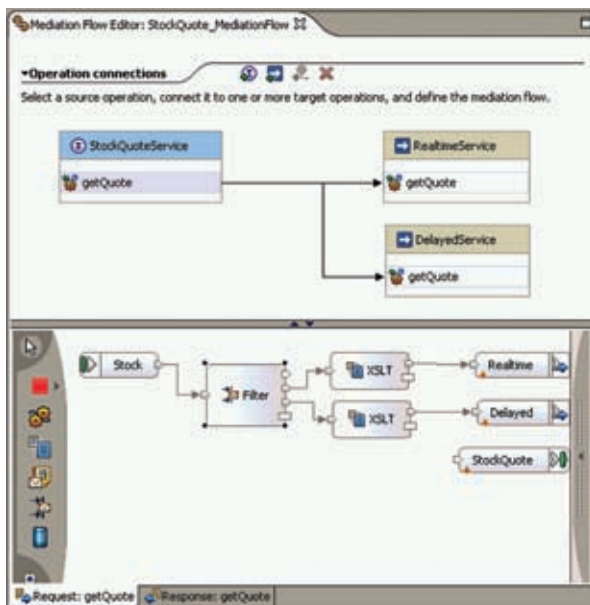 Mediation Flow Editor: StockQuote_MediationFlow
Operation connections
Select a source operation, connect it to one or more target operations, and define the mediation flow.
StockQuoteService
RealtimeService
getQuote
getQuote
DelayedService
getQuote
Stock
Filter
XSLT
Realtime
XSLT
Delayed
StockQuote
Request: getQuote
Response: getQuote